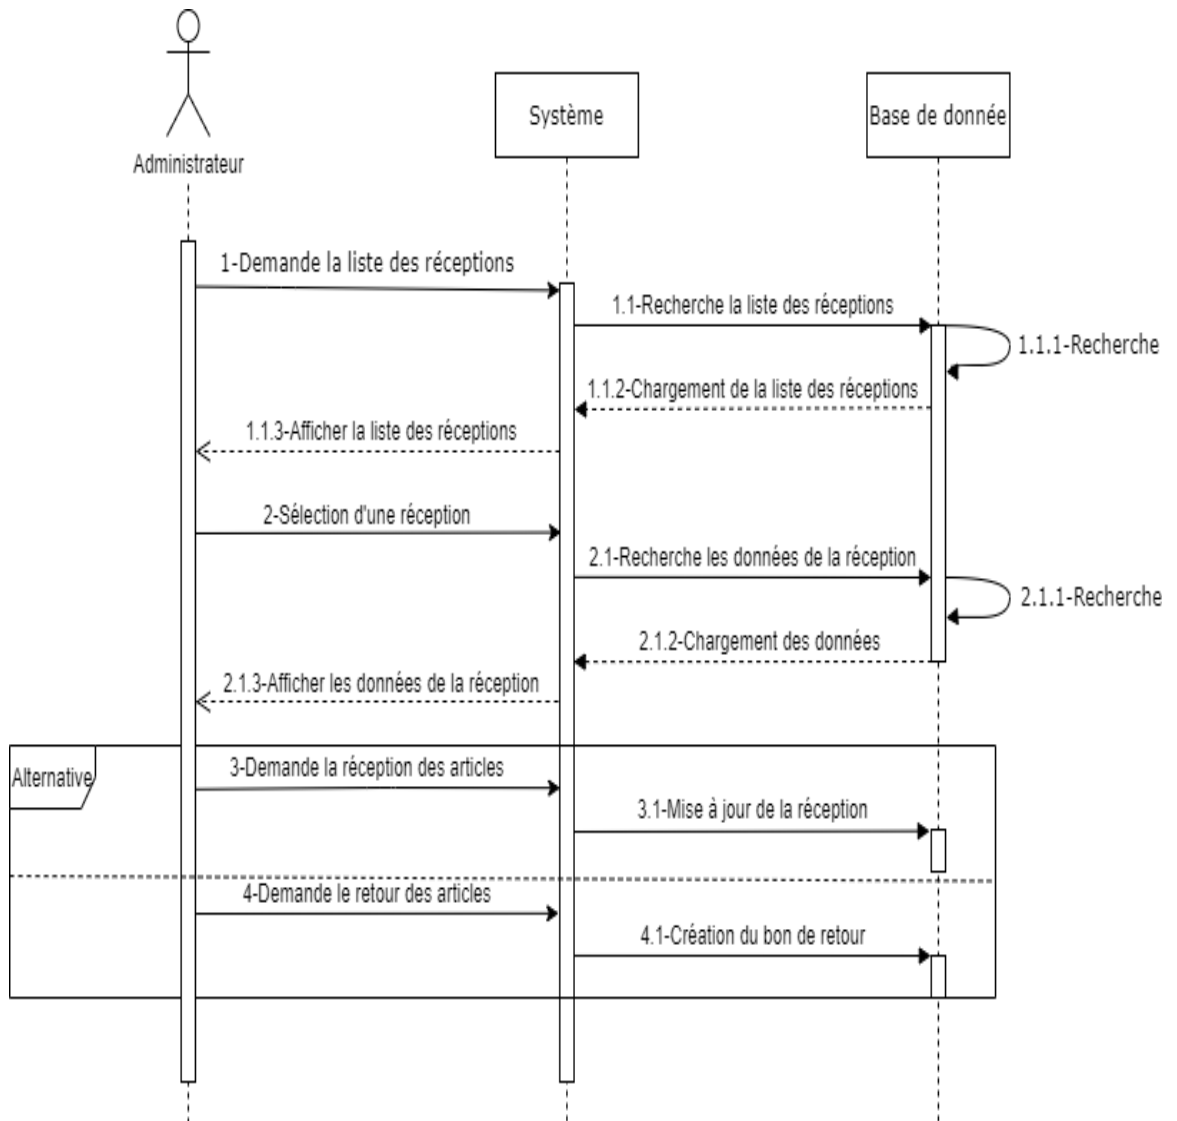 Administrateur
Système
Base de donnée
1-Demande la liste des réceptions
1.1-Recherche la liste des réceptions
1.1.1-Recherche
1.1.2-Chargement de la liste des réceptions
1.1.3-Afficher la liste des réceptions
2-Sélection d'une réception
2.1-Recherche les données de la réception
2.1.1-Recherche
2.1.2-Chargement des données
2.1.3-Afficher les données de la réception
Alternative
3-Demande la réception des articles
3.1-Mise à jour de la réception
4-Demande le retour des articles
4.1-Création du bon de retour